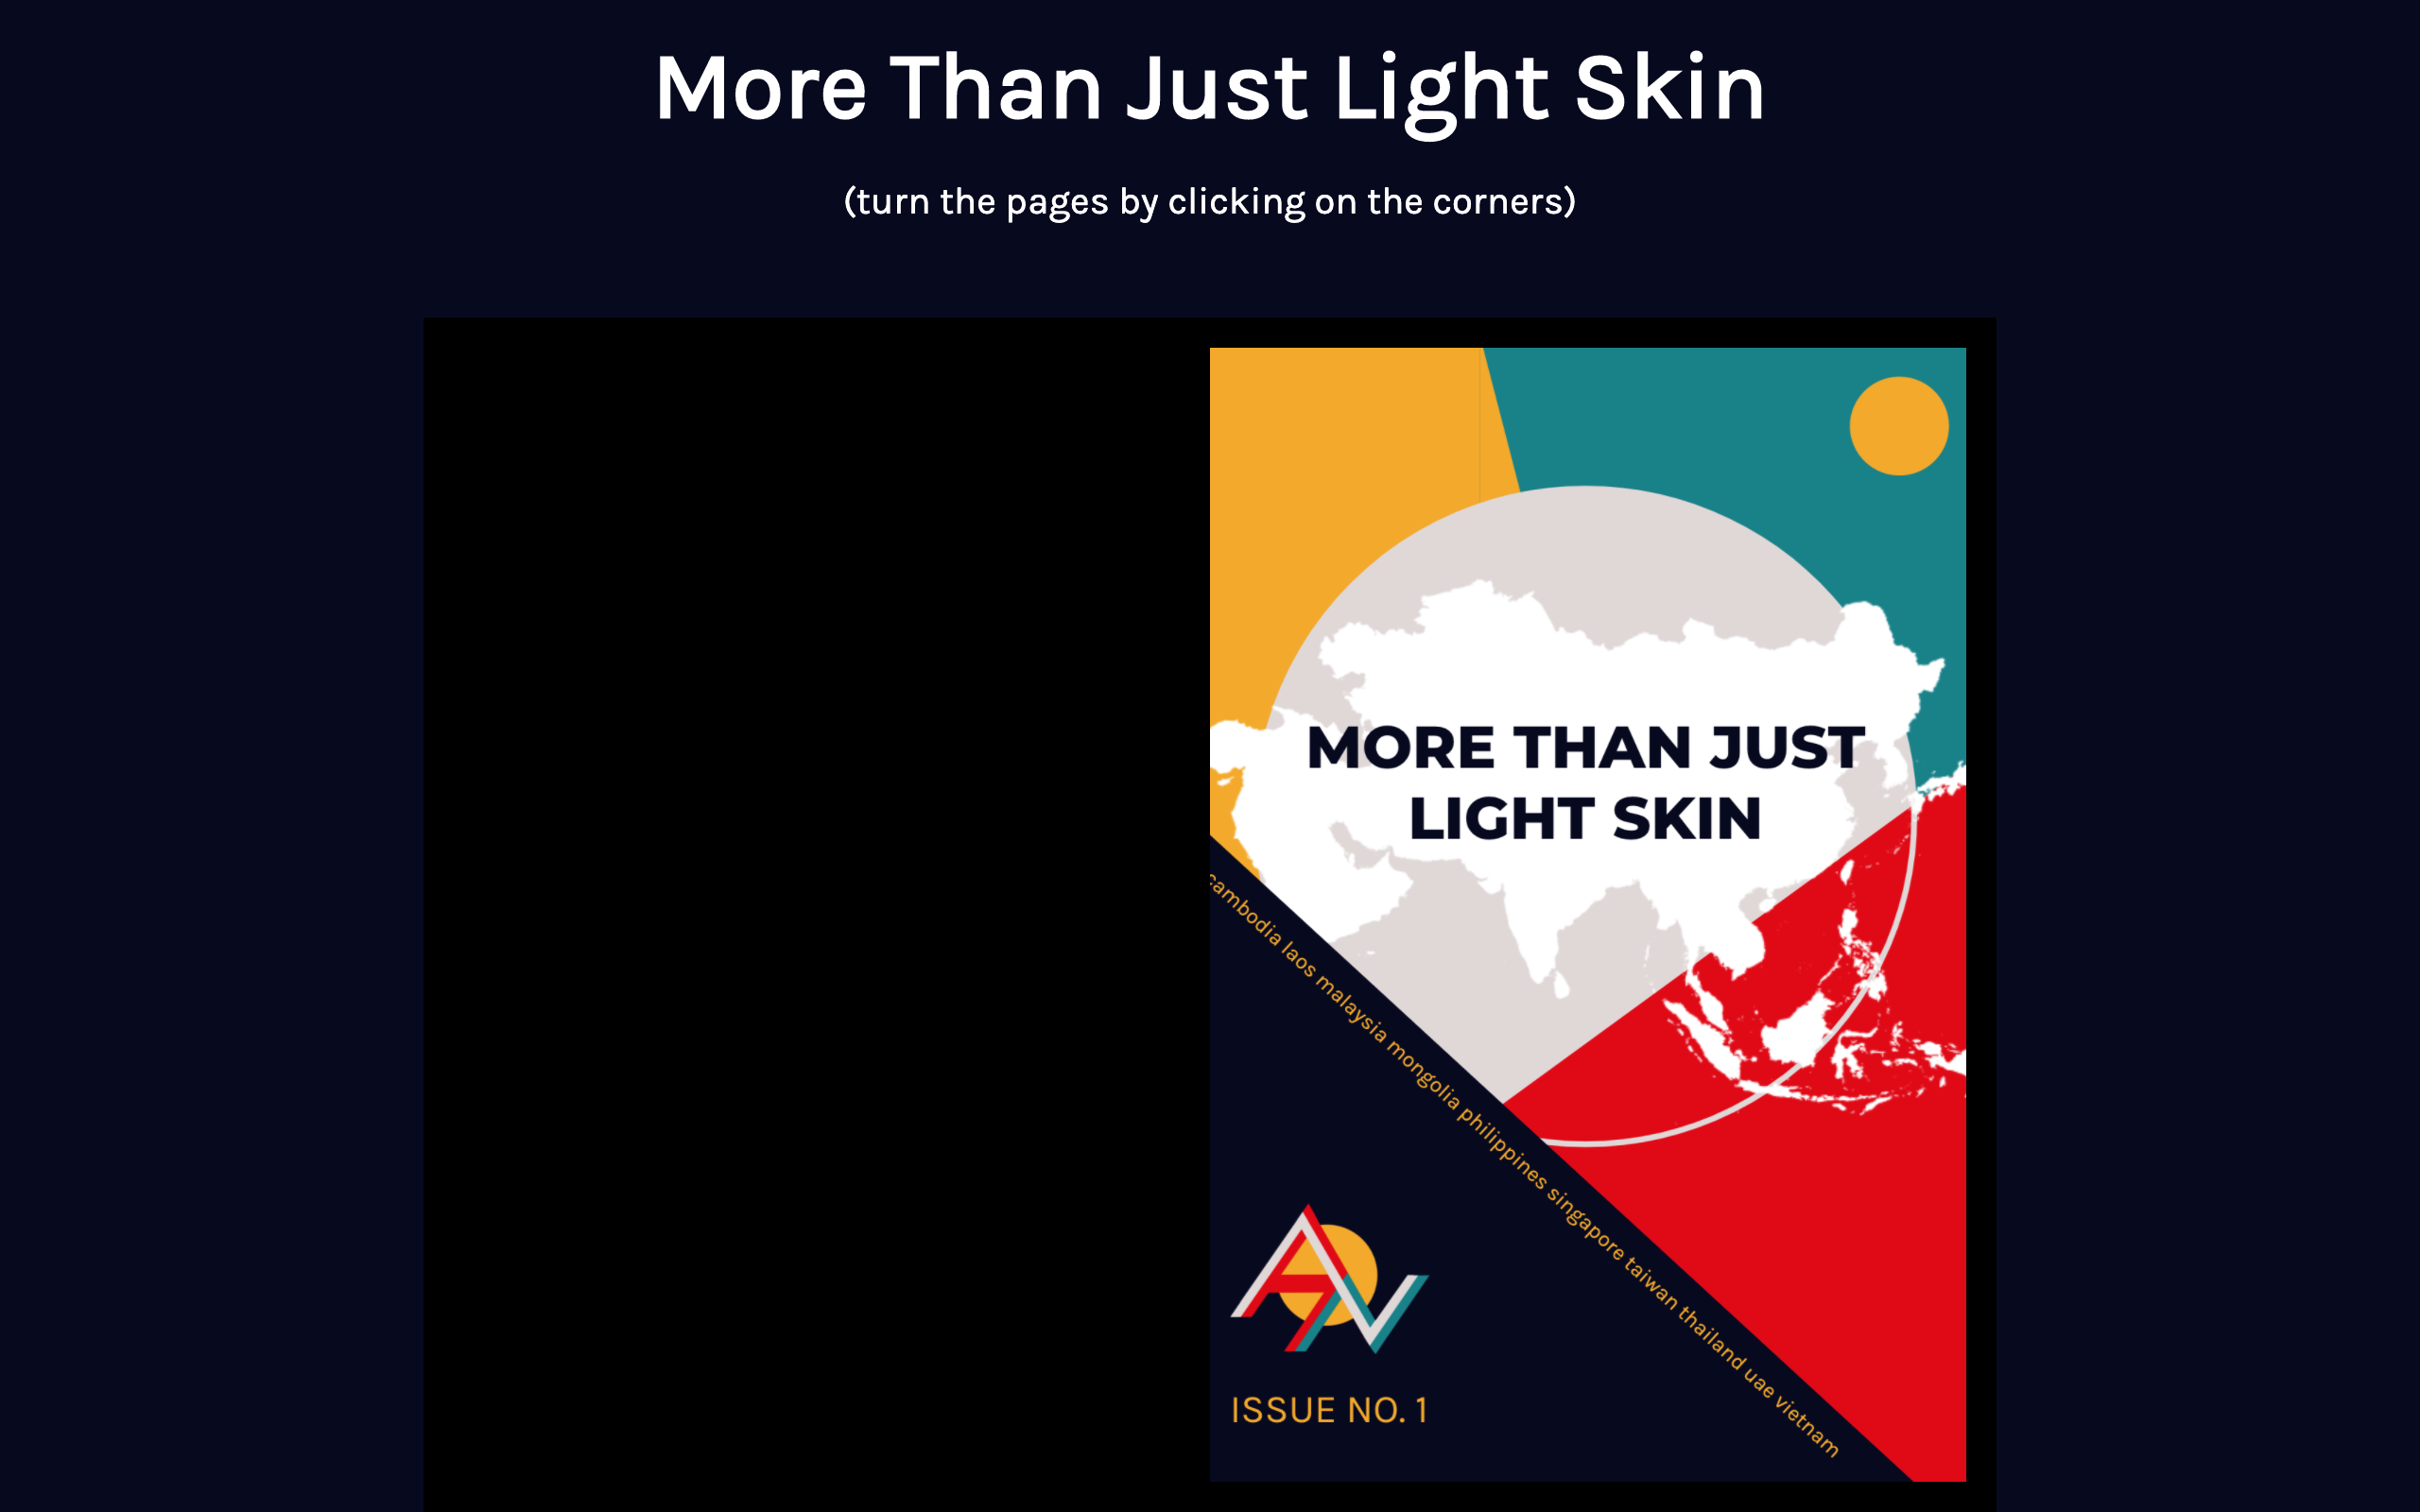 More Than Just Light Skin
(turn the pages by clicking on the corners)
MORE THAN JUST
LIGHT SKIN
cambodia laos malaysia mongolia philippines singapore taiwan thailand uae vietnam
AV
ISSUE NO. 1